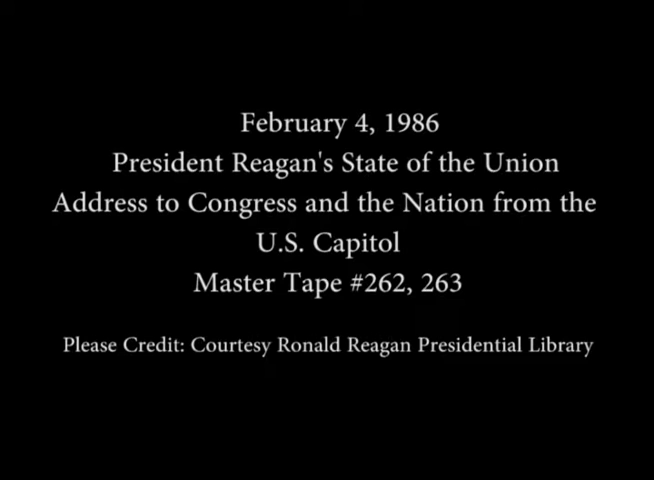 February 4, 1986
President Reagan's State of the Union
Address to Congress and the Nation from the
U.S. Capitol
Master Tape #262, 263
Please Credit: Courtesy Ronald Reagan Presidential Library